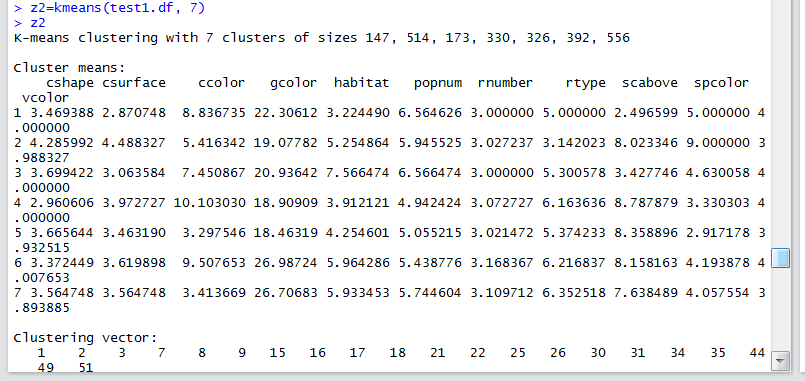 > z2=kmeans(test1.df, 7)
> z2
K-means clustering with 7 clusters of sizes 147, 514, 173, 330, 326, 392, 556
Cluster means:
cshape csurface ccolor gcolor habitat popnum rnumber rtype scabove spcolor
vcolor
1 3.469388 2.870748 8.836735 22.30612 3.224490 6.564626 3.000000 5.000000 2.496599 5.000000 4
.000000
2 4.285992 4.488327 5.416342 19.07782 5.254864 5.945525 3.027237 3.142023 8.023346 9.000000 3
.988327
3 3.699422 3.063584 7.450867 20.93642 7.566474 6.566474 3.000000 5.300578 3.427746 4.630058 4
.000000
4 2.960606 3.972727 10.103030 18.90909 3.912121 4.942424 3.072727 6.163636 8.787879 3.330303 4
.000000
5 3.665644 3.463190 3.297546 18.46319 4.254601 5.055215 3.021472 5.374233 8.358896 2.917178 3
.932515
6 3.372449 3.619898 9.507653 26.98724 5.964286 5.438776 3.168367 6.216837 8.158163 4.193878 4
.007653
7 3.564748 3.564748 3.413669 26.70683 5.933453 5.744604 3.109712 6.352518 7.638489 4.057554 3
.893885
Clustering vector:
1 2 3 7 8 9 15 16 17 18 21 22 25 26 30 31 34 35 44
49 51